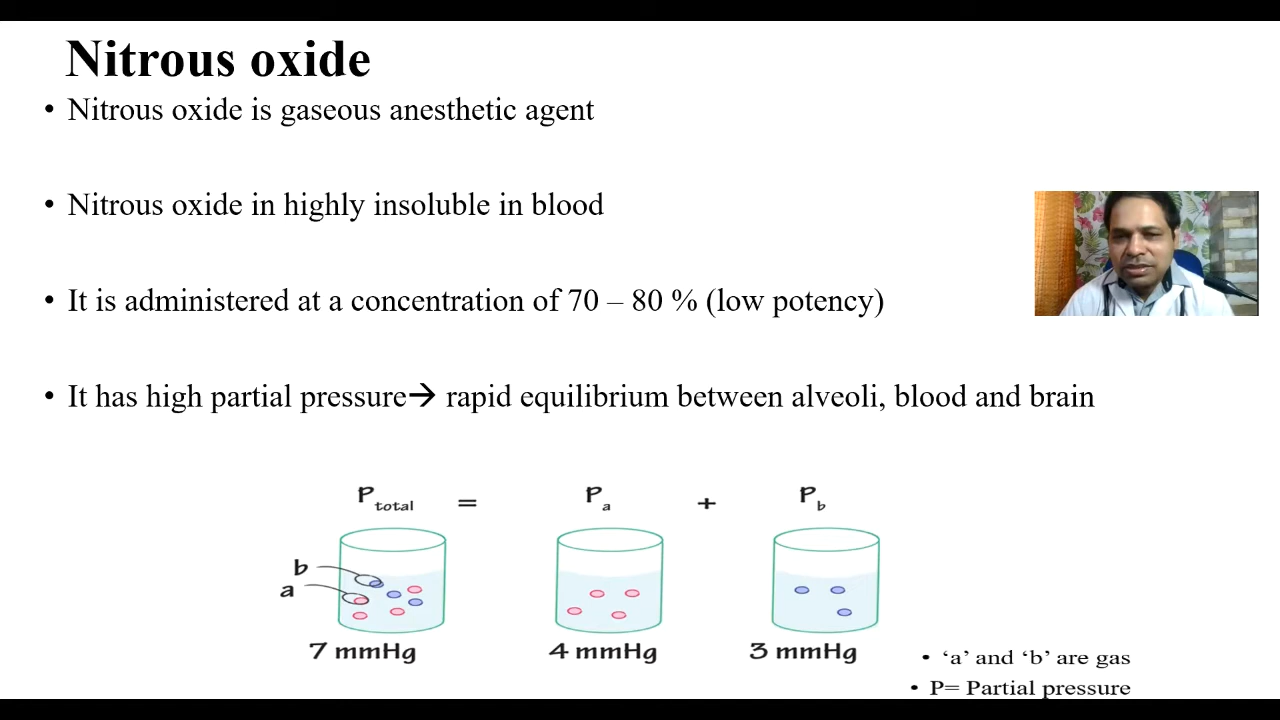 Nitrous oxide
• Nitrous oxide is gaseous anesthetic agent
• Nitrous oxide in highly insoluble in blood
• It is administered at a concentration of 70 – 80 % (low potency)
• It has high partial pressure→ rapid equilibrium between alveoli, blood and brain
P total = P a + P b
b
a
7 mmHg 4 mmHg 3 mmHg
• ‘a’ and ‘b’ are gas
• P= Partial pressure